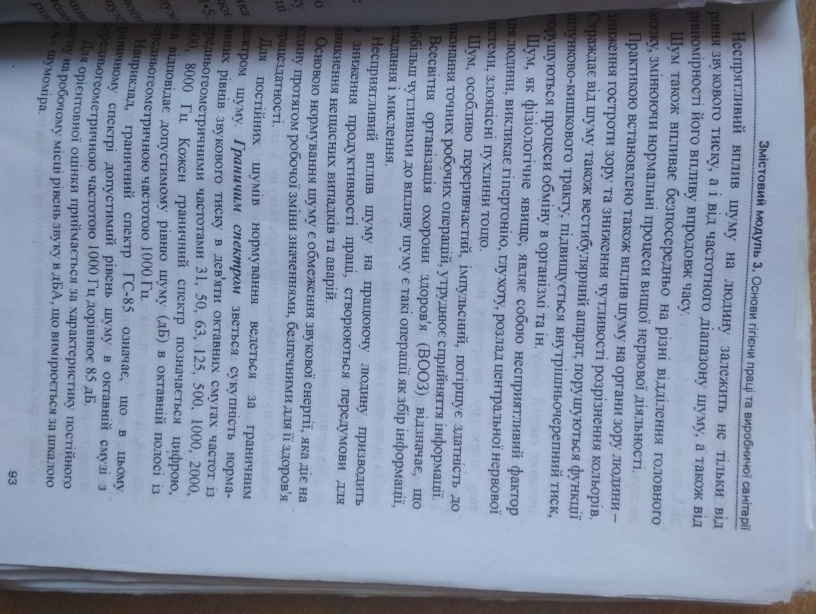 Змістовий модуль 3. Основи гігієни праці та виробничої санітарії
Неспрятливий вплив шуму на людину залежить не тільки від
рівня звукового тиску, а і від частотного діапазону шуму, а також від
рівномірності його впливу впродовж часу.
Шум також впливає безпосередньо на різні відділення головного
мозку, змінюючи нормальні процеси вищої нервової діяльності.
Практикою встановлено також вплив шуму на органи зору людини –
зниження гостроти зору, та зниження чутливості розрізнення кольорів.
Страждає від шуму також вестибулярний апарат, порушуються функції
шлунково-кишкового тракту, підвищується внутрішньочерепний тиск,
порушуються процеси обміну в організмі та ін.
Шум, як фізіологічне явище, являє собою несприятливий фактор
для людини, викликає гіпертонію, глухоту, розлад центральної нервової
системи, злоякісні пухлини тощо.
Шум, особливо переривчастий, імпульсний, погіршує здатність до
виконання точних робочих операцій, утруднює сприйняття інформації.
Всесвітня організація охорони здоров'я (ВООЗ) відзначає, що
найбільш чутливими до впливу шуму є такі операції як збір інформації,
складання і мислення.
Несприятливий вплив шуму на працюючу людину призводить
зниження продуктивності праці, створюються передумови для
виникнення нещасних випадків та аварій.
Основою нормування шуму є обмеження звукової енергії, яка діє на
людину протягом робочої зміни значеннями, безпечними для її здоров'я
працездатності.
Для постійних шумів нормування ведеться за граничним
спектром шуму. Граничним спектром зветься сукупність норма-
тивних рівнів звукового тиску в дев'яти октавних смугах частот із
середньогеометричними частотами 31, 50, 63, 125, 500, 1000, 2000,
8000 Гц. Кожен граничний спектр позначається цифрою,
відповідає допустимому рівню шуму (дБ) в октавній полосі із
середньгеометричною частотою 1000 Гц.
Наприклад, граничний спектр ГС-85 означає, що в цьому
граничному спектрі допустимий рівень шуму в октавній смузі з
середньогеометричною частотою 1000 Гц дорівнює 85 дБ.
Для орієнтовної оцінки приймається за характеристику постійного
на робочому місці рівень звуку в дБА, що вимірюється за шкалою
А шумоміра.
93